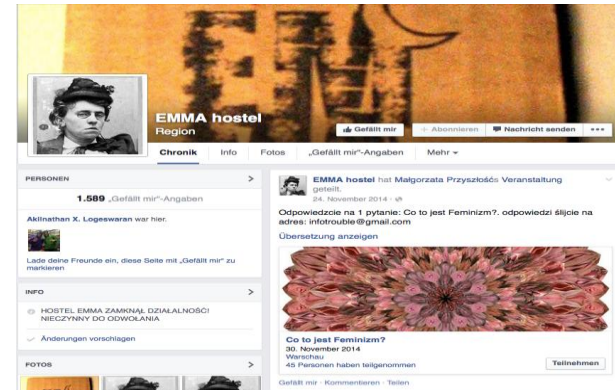 EMMA hostel
Region
Gefällt mir
Abonnieren
Nachricht senden
Chronik Info Fotos „Gefällt mir"-Angaben Mehr
PERSONEN
1.589 „Gefällt mir"-Angaben
Akilnathan X. Logeswaran war hier.
Lade deine Freunde ein, diese Seite mit „Gefällt mir" zu
markieren
INFO
HOSTEL EMMA ZAMKNĄŁ DZIAŁALNOŚĆ!
NIECZYNNY DO ODWOŁANIA
Änderungen vorschlagen
FOTOS
EMMA hostel hat Małgorzata Przyszłośćs Veranstaltung
geteilt.
24. November 2014
Odpowiedzcie na 1 pytanie: Co to jest Feminizm?. odpowiedzi ślijcie na
adres: infotrouble@gmail.com
Übersetzung anzeigen
Co to jest Feminizm?
30. November 2014
Warschau
45 Personen haben teilgenommen
Teilnehmen
Gefällt mir · Kommentieren · Teilen